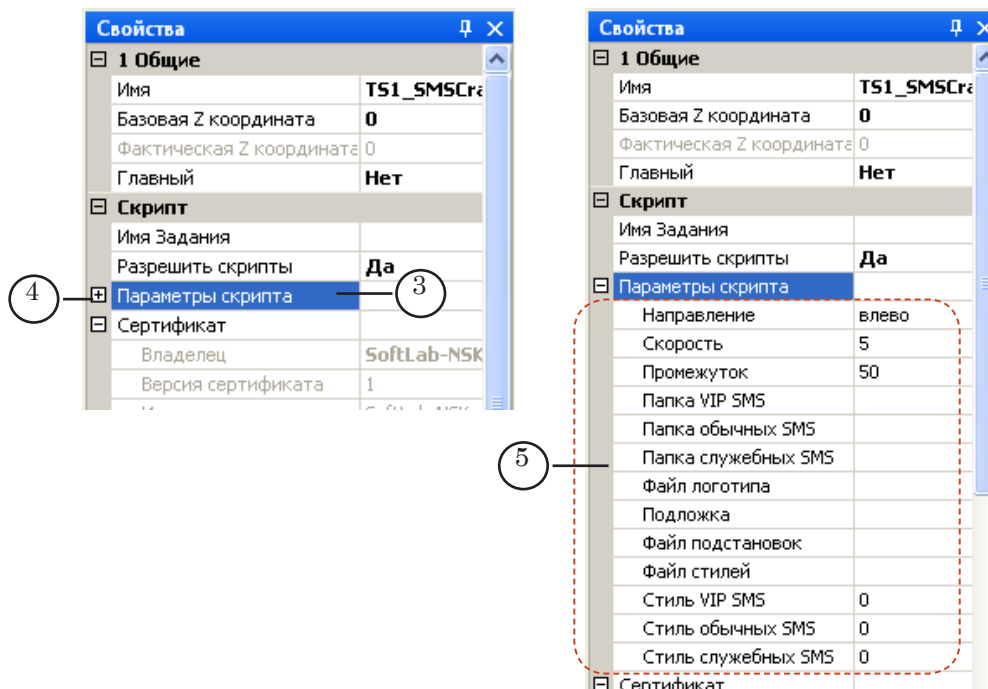 Свойства
1 Общие
Имя TS1_SMSCra
Базовая Z координата 0
Фактическая Z координата 0
Главный Нет
Скрипт
Имя Задания
Разрешить скрипты Да
4
Параметры скрипта
3
Сертификат
Владелец SoftLab-NSK
Версия сертификата 1
Свойства
1 Общие
Имя TS1_SMSCra
Базовая Z координата 0
Фактическая Z координата 0
Главный Нет
Скрипт
Имя Задания
Разрешить скрипты Да
Параметры скрипта
Направление влево
Скорость 5
Промежуток 50
Папка VIP SMS
Папка обычных SMS
5
Папка служебных SMS
Файл логотипа
Подложка
Файл подстановок
Файл стилей
Стиль VIP SMS 0
Стиль обычных SMS 0
Стиль служебных SMS 0
Сертификат